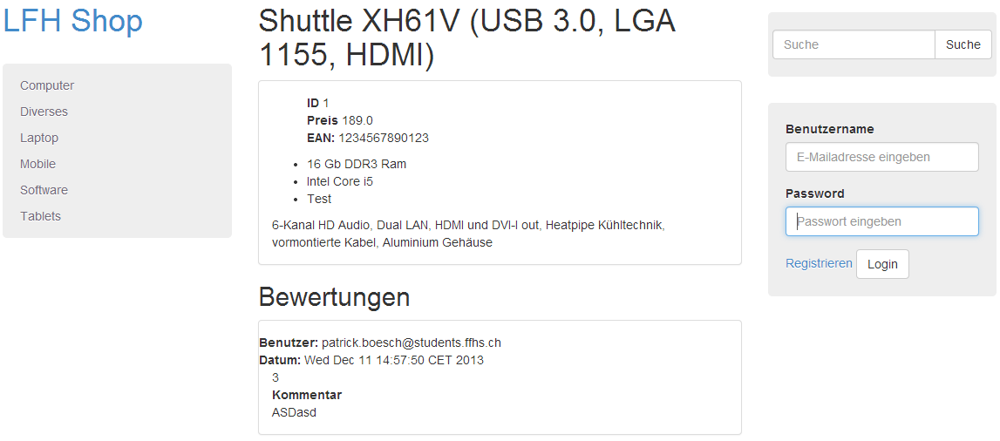 LFH Shop
Computer
Diverses
Laptop
Mobile
Software
Tablets
Shuttle XH61V (USB 3.0, LGA
1155, HDMI)
ID 1
Preis 189.0
EAN: 1234567890123
16 Gb DDR3 Ram
Intel Core i5
Test
6-Kanal HD Audio, Dual LAN, HDMI und DVI-I out, Heatpipe Kühltechnik,
vormontierte Kabel, Aluminium Gehäuse
Bewertungen
Benutzer: patrick.boesch@students.ffhs.ch
Datum: Wed Dec 11 14:57:50 CET 2013
3
Kommentar
ASDasd
Suche Suche
Benutzername
E-Mailadresse eingeben
Password
Passwort eingeben
Registrieren Login